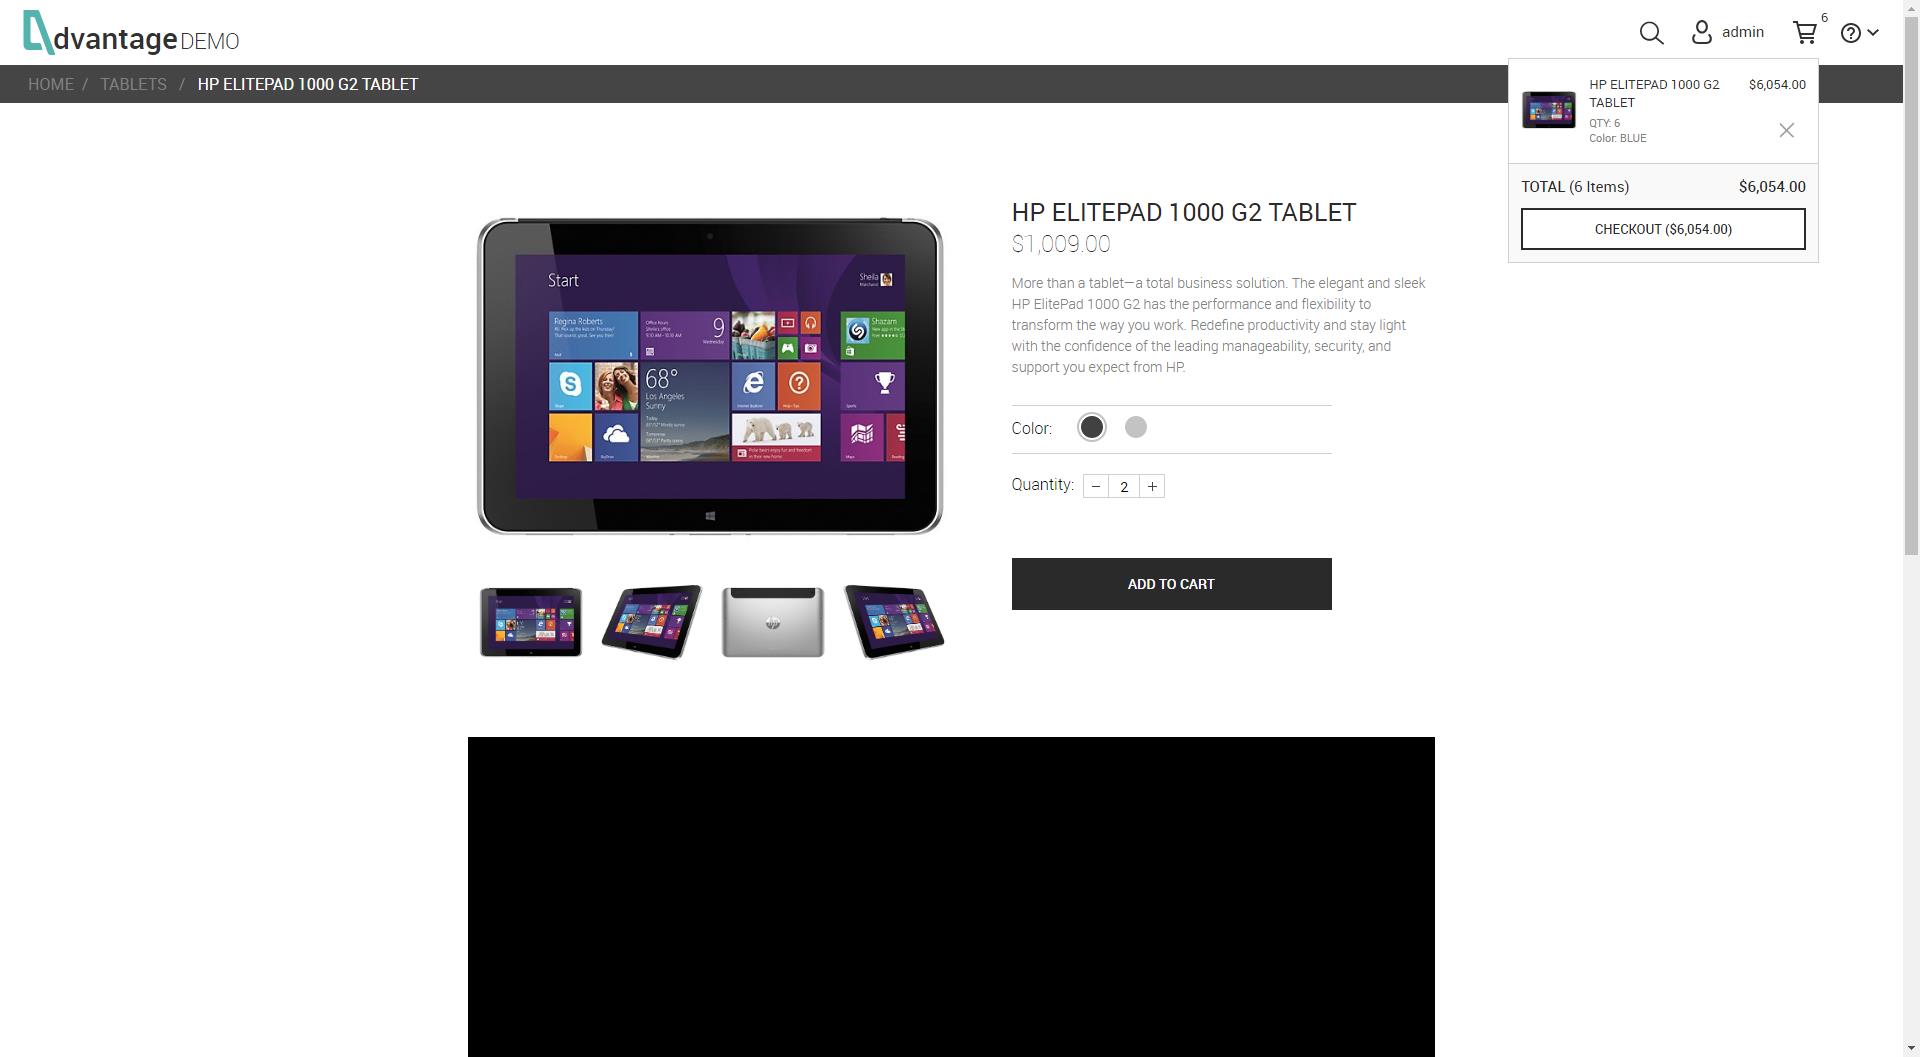 dvantage DEMO
admin
6
HOME / TABLETS / HP ELITEPAD 1000 G2 TABLET
HP ELITEPAD 1000 G2 TABLET $6,054.00
QTY: 6
Color: BLUE
TOTAL (6 Items) $6,054.00
CHECKOUT ($6,054.00)
HP ELITEPAD 1000 G2 TABLET
$1,009.00
More than a tablet—a total business solution. The elegant and sleek
HP ElitePad 1000 G2 has the performance and flexibility to
transform the way you work. Redefine productivity and stay light
with the confidence of the leading manageability, security, and
support you expect from HP.
Color:
Quantity: − 2 +
ADD TO CART
Start
Sheila
Regina Roberts
9
Wednesday
Shazam
68°
Los Angeles
Sunny
Today
Tomorrow